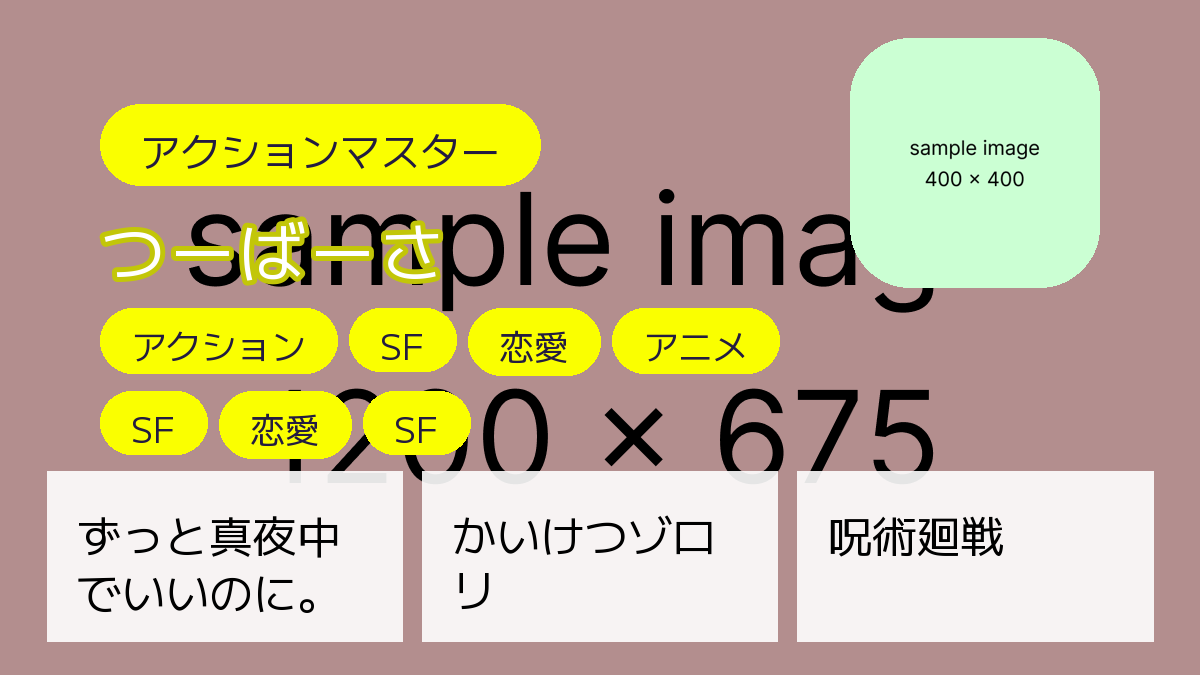 アクションマスター
sample image
400 × 400
つーばーさ
sample imag
アクション SF 恋愛 アニメ
SF 恋愛 SF
1200 × 675
ずっと真夜中
でいいのに。
かいけつゾロ
リ
呪術廻戦